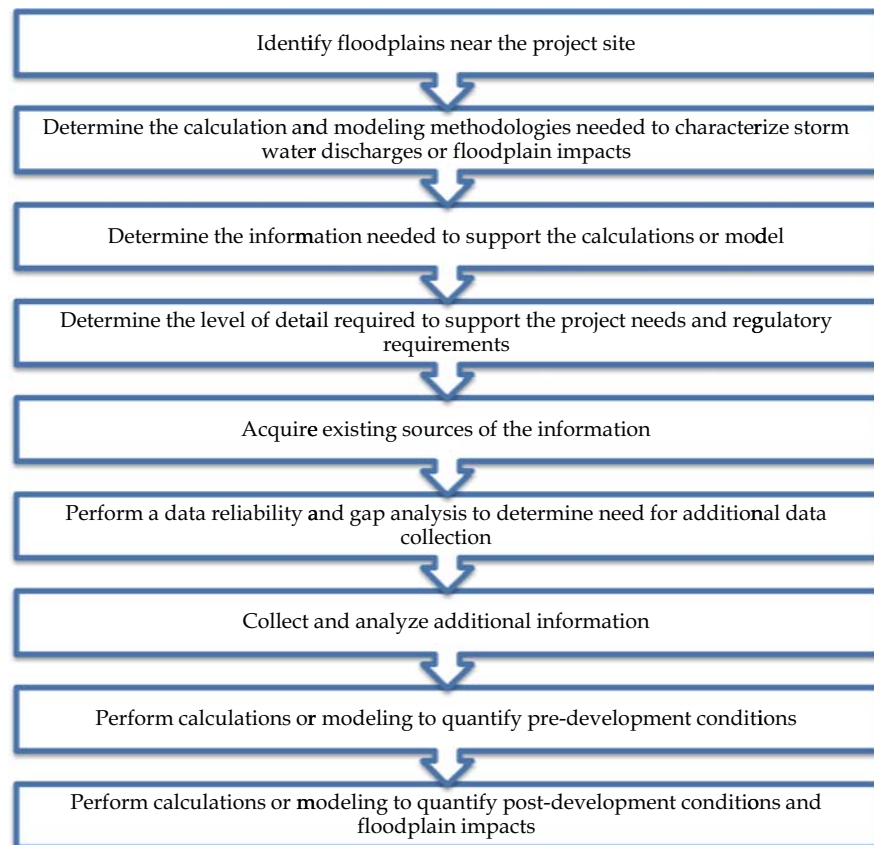 Identify floodplains near the project site
Determine the calculation and modeling methodologies needed to characterize storm
water discharges or floodplain impacts
Determine the information needed to support the calculations or model
Determine the level of detail required to support the project needs and regulatory
requirements
Acquire existing sources of the information
Perform a data reliability and gap analysis to determine need for additional data
collection
Collect and analyze additional information
Perform calculations or modeling to quantify pre-development conditions
Perform calculations or modeling to quantify post-development conditions and
floodplain impacts